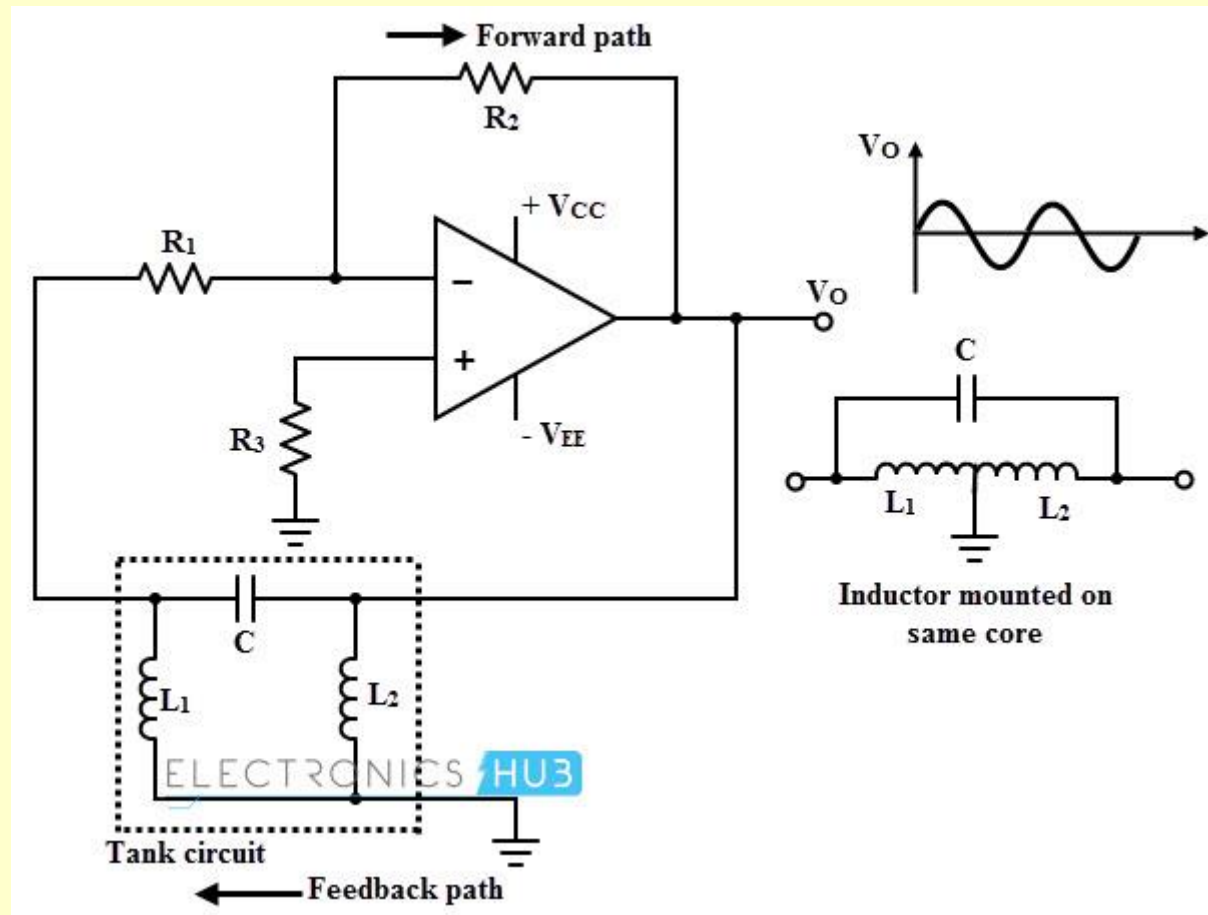 Forward path
R2
+ VCC
R1
−
+
R3
- VEE
VO
VO
C
L1
L2
Inductor mounted on
same core
C
L1
L2
ELECTRONICS HUB
Tank circuit
Feedback path